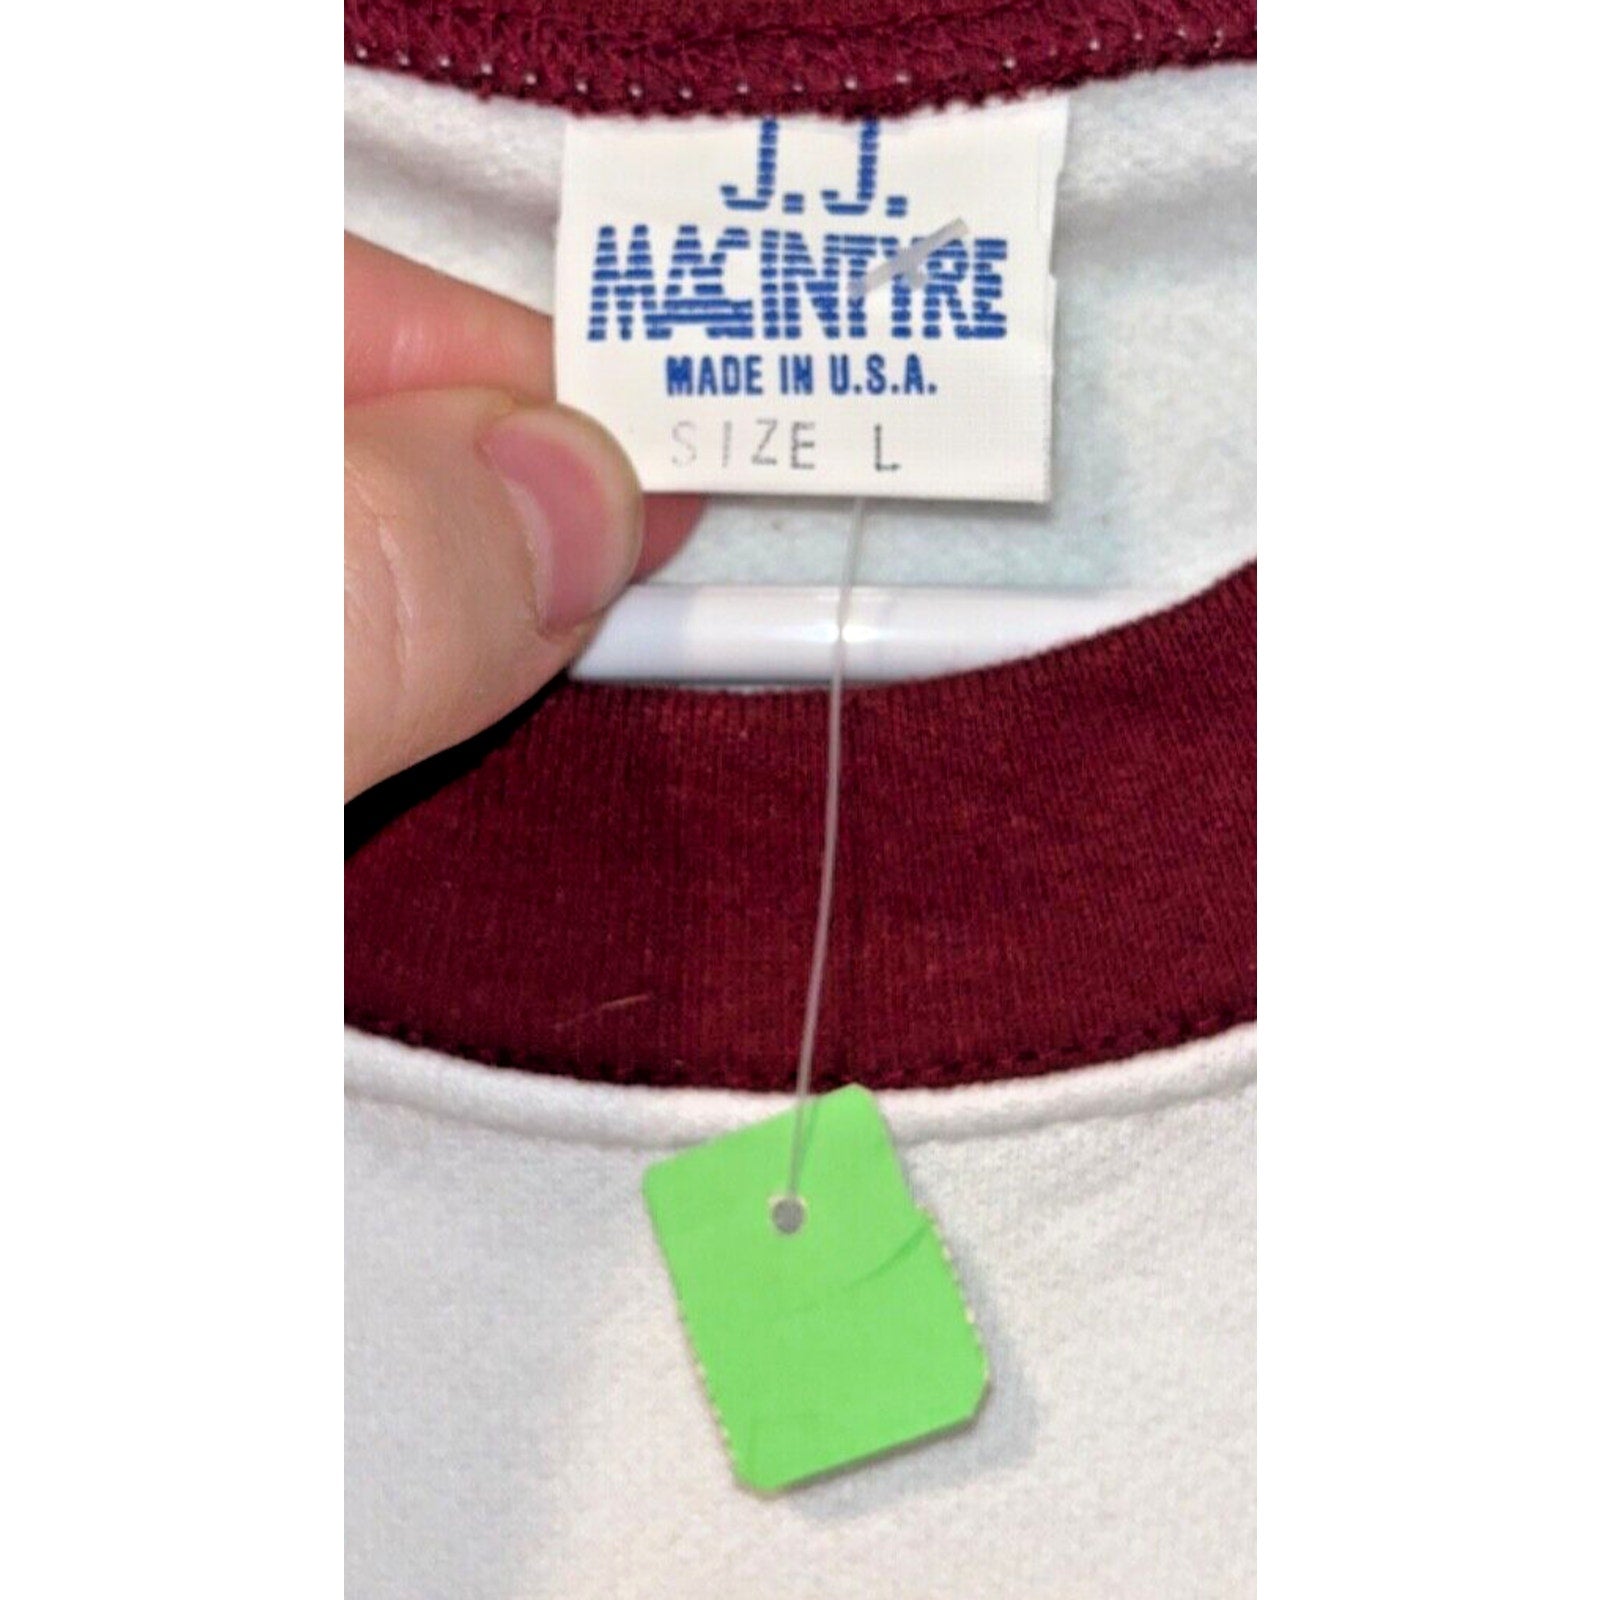 J.J.
MACINTYRE
MADE IN U.S.A.
SIZE L